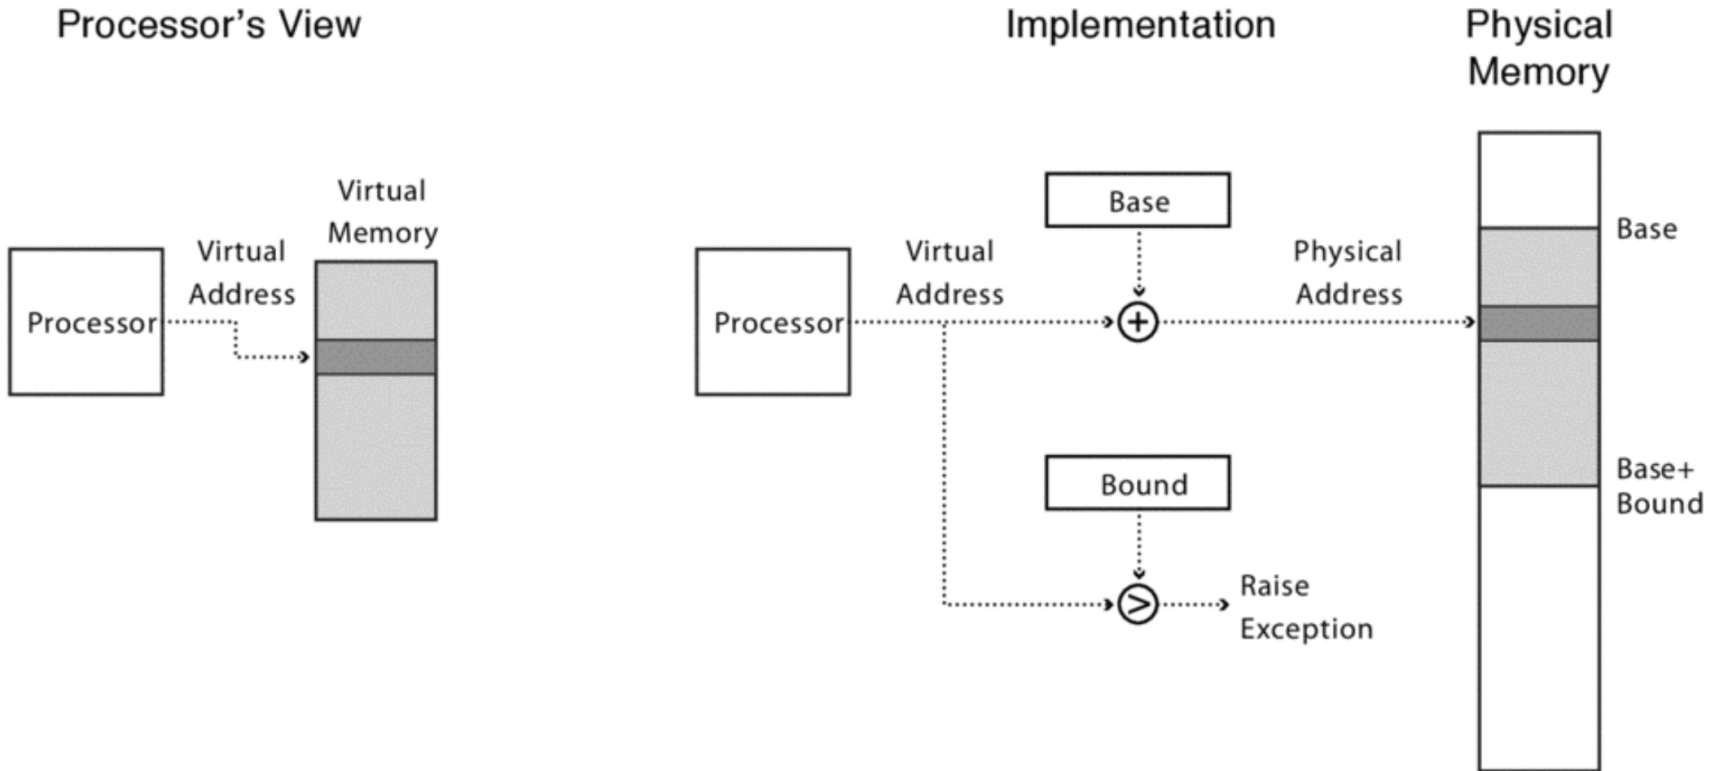 Processor's View
Implementation
Physical
Memory
Virtual
Memory
Virtual
Address
Processor
Base
Virtual
Address
Physical
Address
Processor
+
Base
Bound
Base+
Bound
>
Raise
Exception